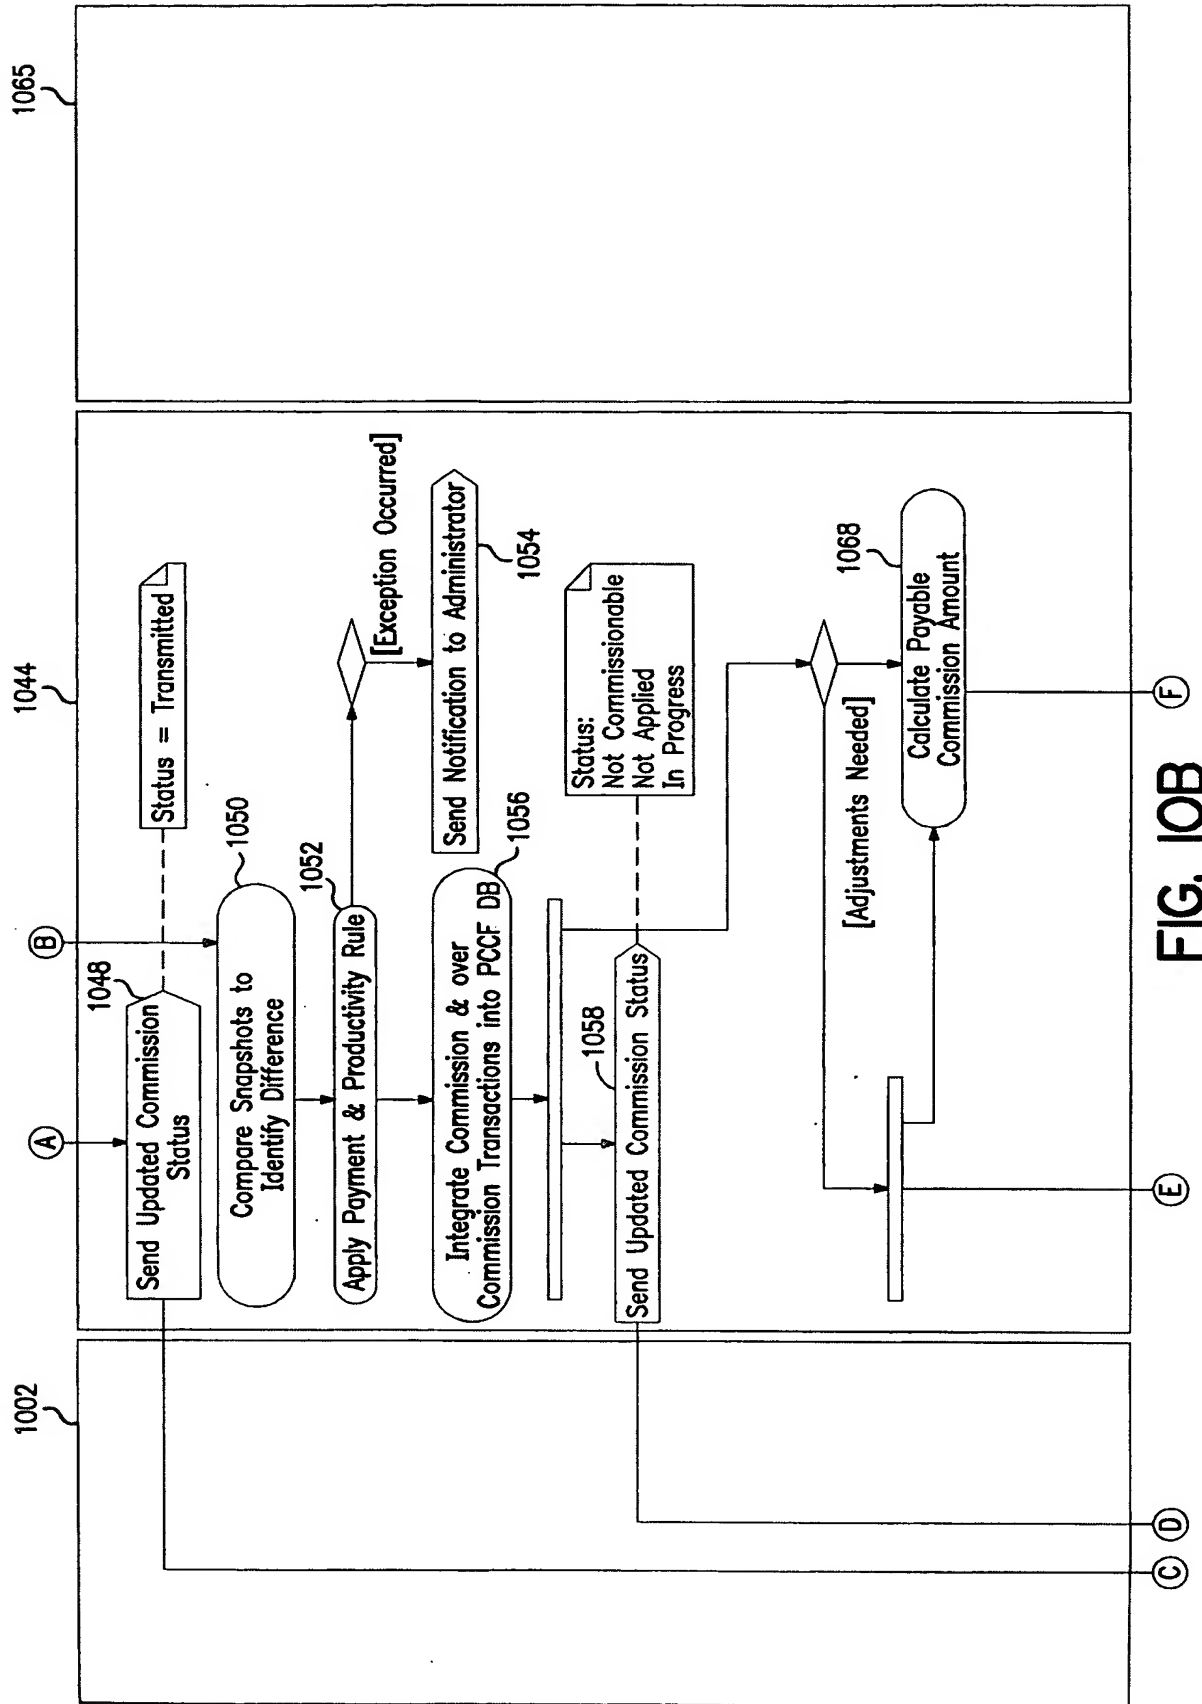 1002
1044
1065
A
B
1048
Send Updated Commission
Status
Status = Transmitted
1050
Compare Snapshots to
Identify Difference
1052
Apply Payment & Productivity Rule
[Exception Occurred]
Send Notification to Administrator
1054
1056
Integrate Commission & over
Commission Transactions into PCCF DB
1058
Send Updated Commission Status
Status:
Not Commissionable
Not Applied
In Progress
[Adjustments Needed]
1068
Calculate Payable
Commission Amount
C
D
E
F
FIG. 10B